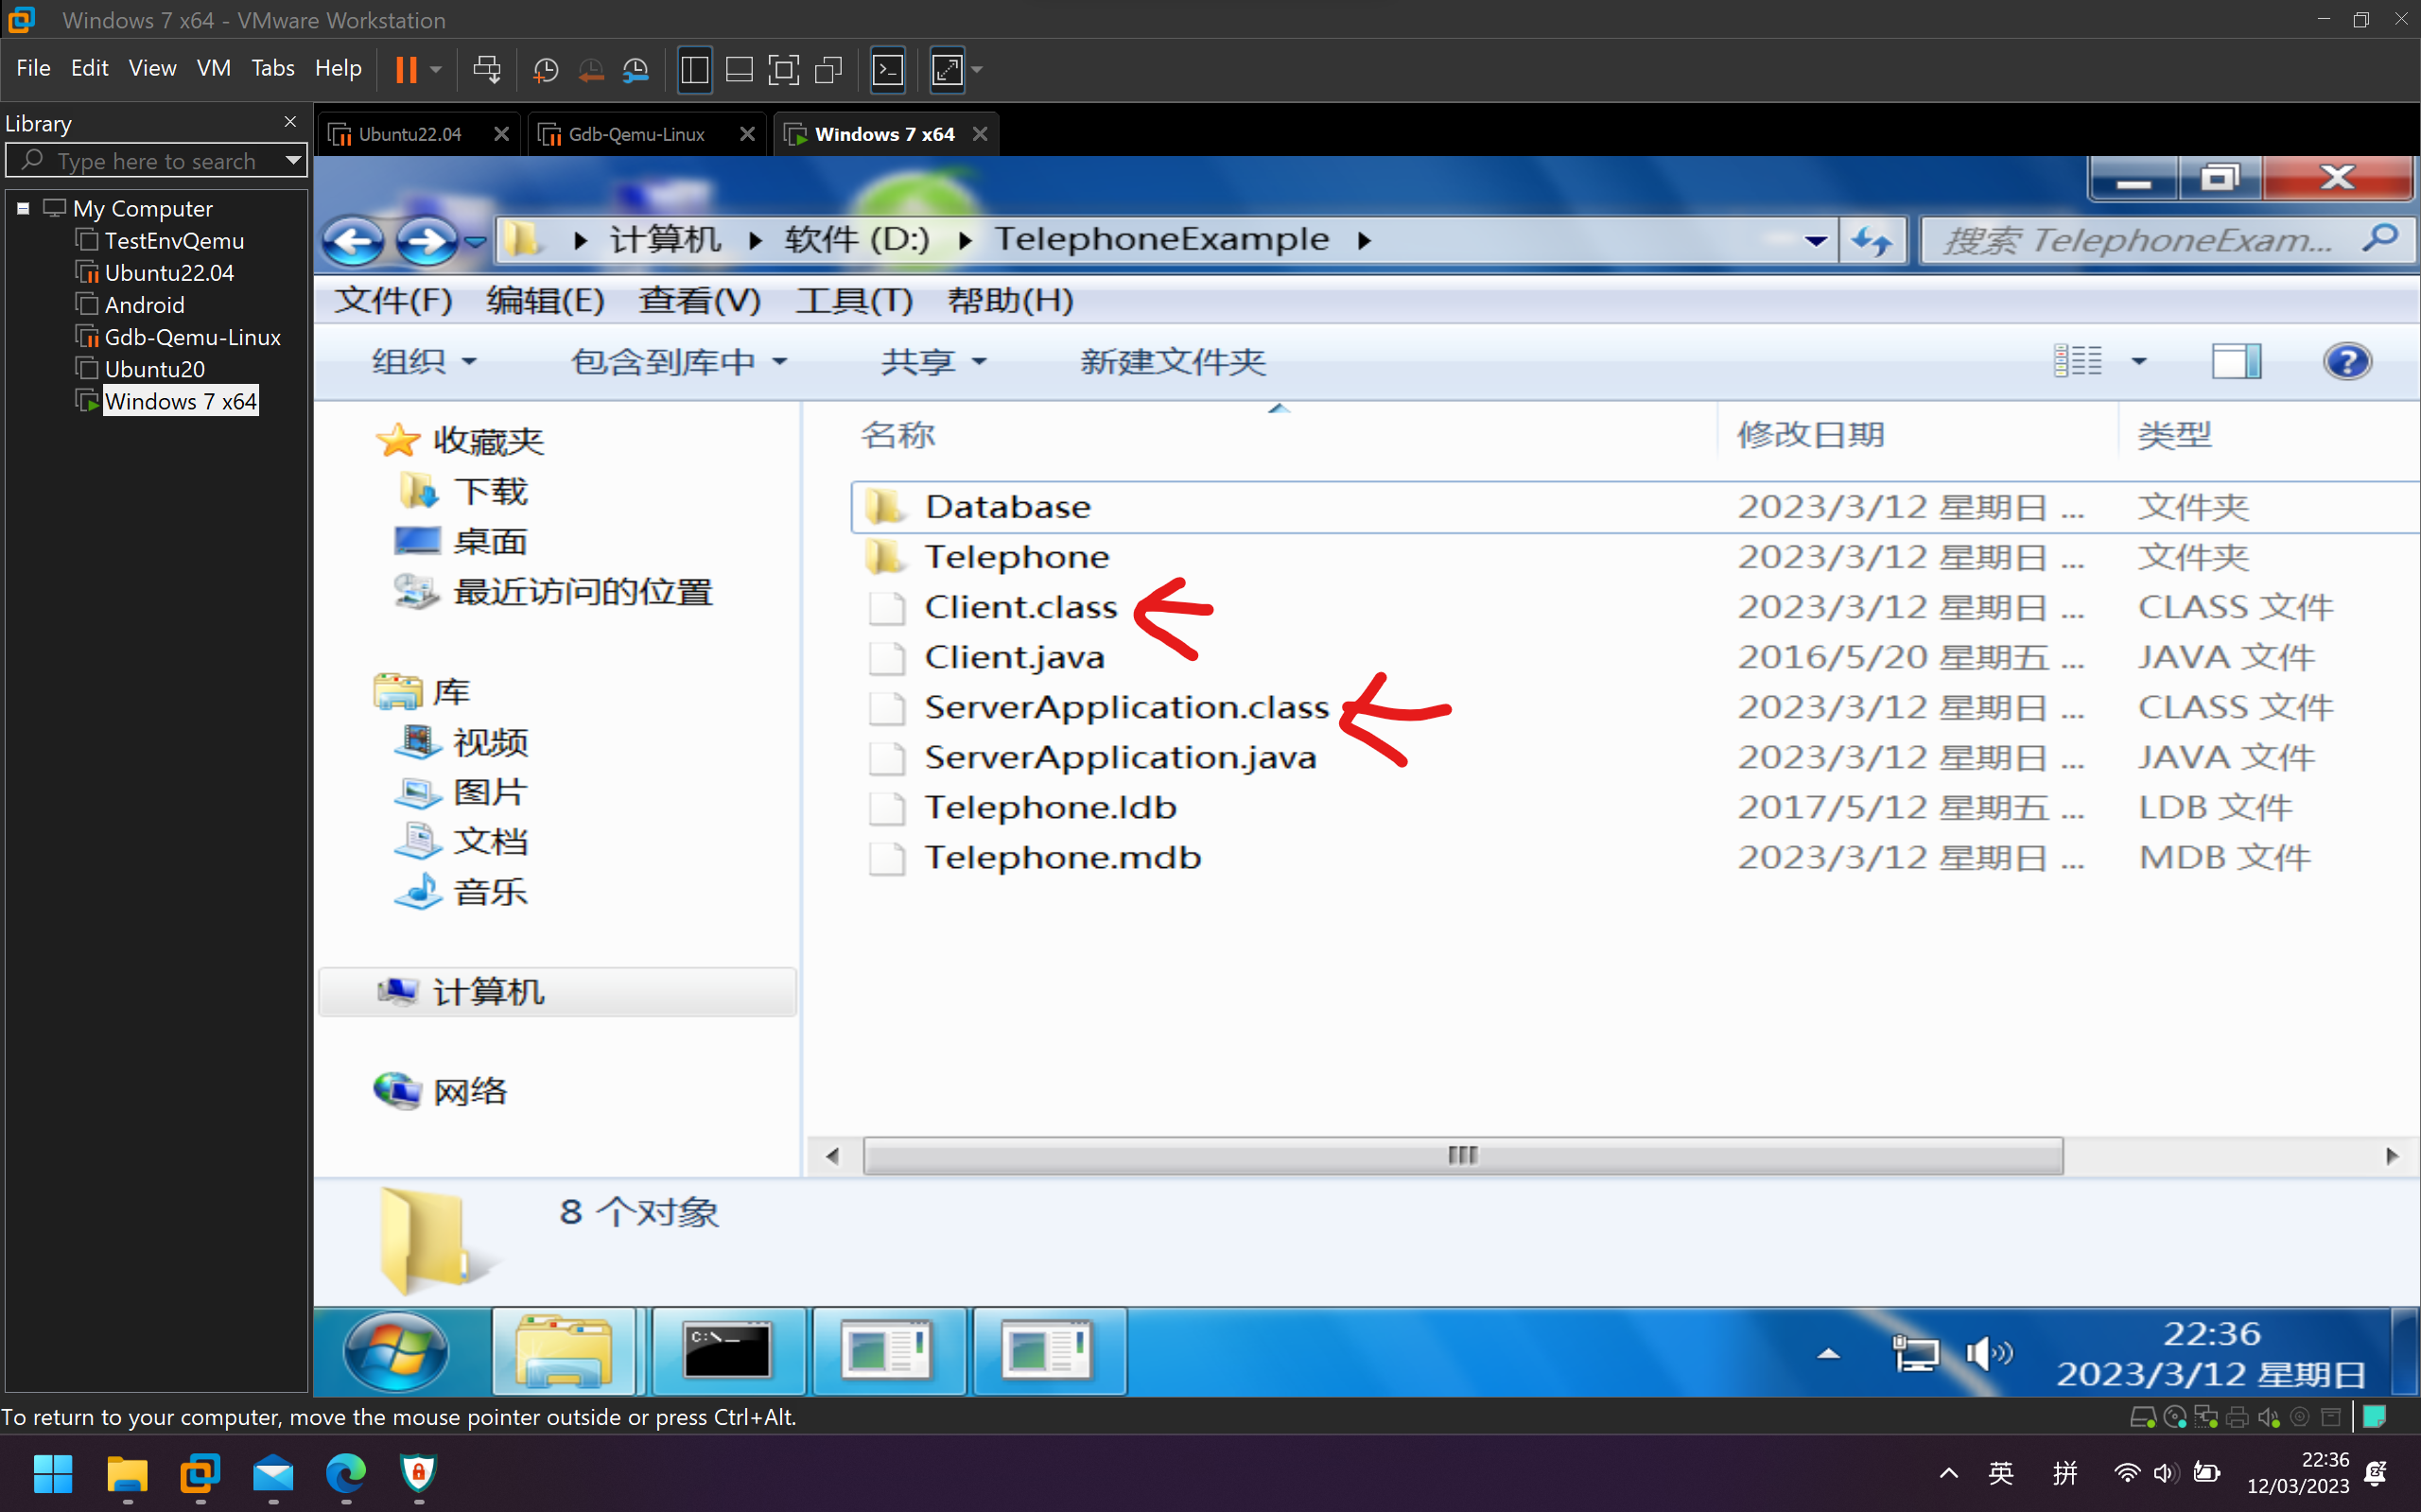 Windows 7 x64 - VMware Workstation
File Edit View VM Tabs Help
Library
Type here to search
My Computer
TestEnvQemu
Ubuntu22.04
Android
Gdb-Qemu-Linux
Ubuntu20
Windows 7 x64
Ubuntu22.04 Gdb-Qemu-Linux Windows 7 x64
计算机 软件 (D:) TelephoneExample
搜索 TelephoneExam...
文件(F) 编辑(E) 查看(V) 工具(T) 帮助(H)
组织 包含到库中 共享 新建文件夹
收藏夹
下载
桌面
最近访问的位置
库
视频
图片
文档
音乐
计算机
网络
名称 修改日期 类型
Database 2023/3/12 星期日 ... 文件夹
Telephone 2023/3/12 星期日 ... 文件夹
Client.class 2023/3/12 星期日 ... CLASS 文件
Client.java 2016/5/20 星期五 ... JAVA 文件
ServerApplication.class 2023/3/12 星期日 ... CLASS 文件
ServerApplication.java 2023/3/12 星期日 ... JAVA 文件
Telephone.ldb 2017/5/12 星期五 ... LDB 文件
Telephone.mdb 2023/3/12 星期日 ... MDB 文件
8 个对象
C:\_
22:36
2023/3/12 星期日
To return to your computer, move the mouse pointer outside or press Ctrl+Alt.
英 拼
22:36
12/03/2023